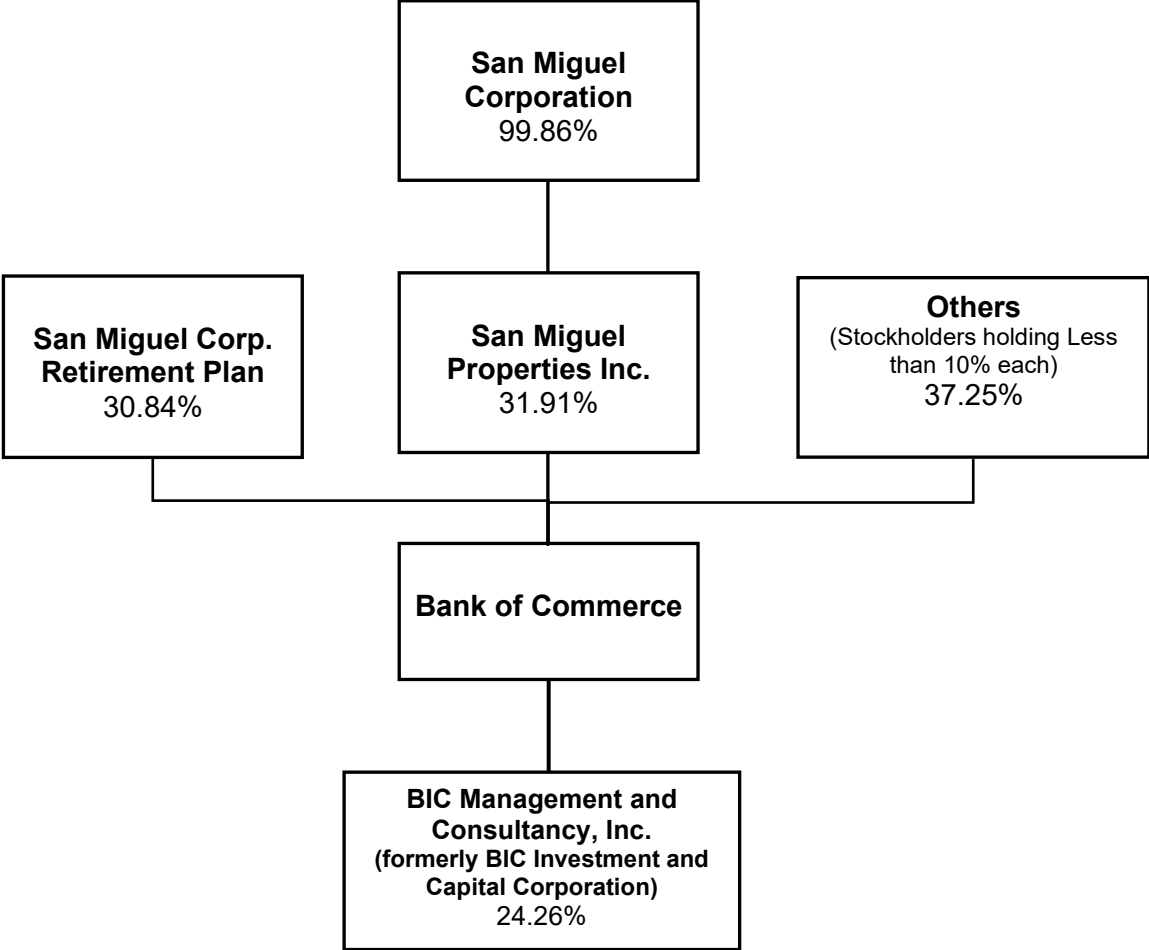 San Miguel
Corporation
99.86%
San Miguel Corp.
Retirement Plan
30.84%
San Miguel
Properties Inc.
31.91%
Others
(Stockholders holding Less
than 10% each)
37.25%
Bank of Commerce
BIC Management and
Consultancy, Inc.
(formerly BIC Investment and
Capital Corporation)
24.26%